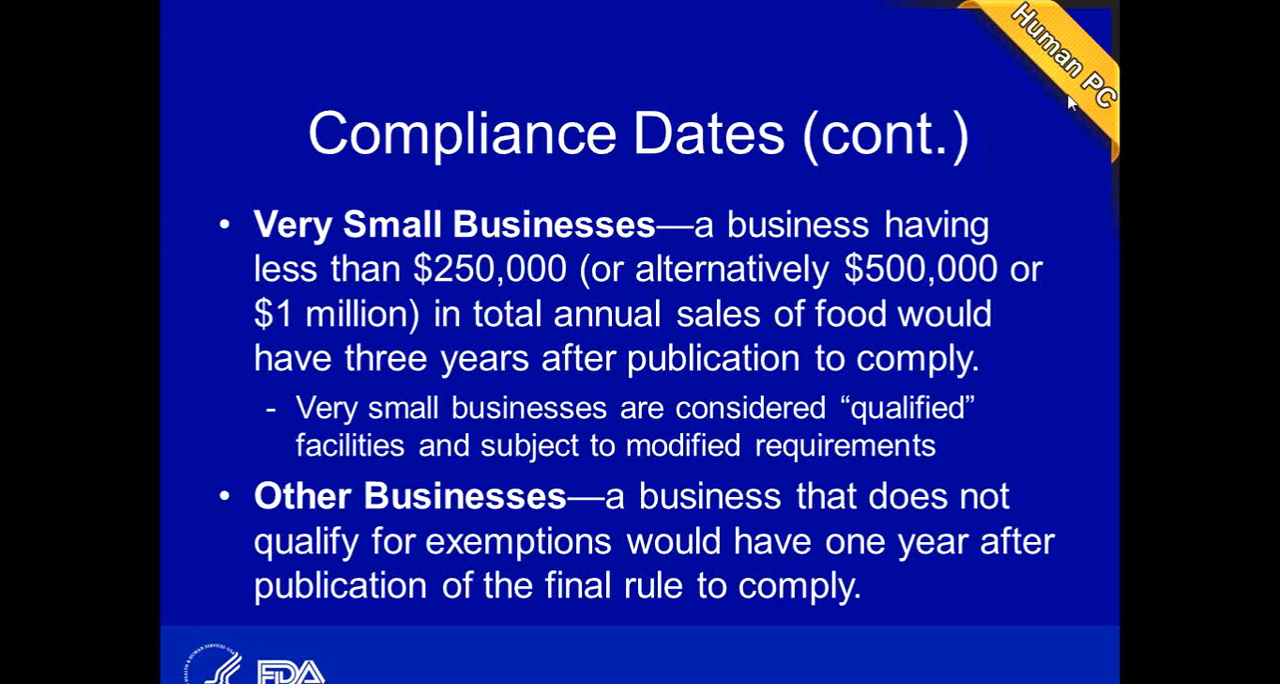 Human PC
Compliance Dates (cont.)
• Very Small Businesses—a business having
less than $250,000 (or alternatively $500,000 or
$1 million) in total annual sales of food would
have three years after publication to comply.
- Very small businesses are considered “qualified”
facilities and subject to modified requirements
• Other Businesses—a business that does not
qualify for exemptions would have one year after
publication of the final rule to comply.
FDA